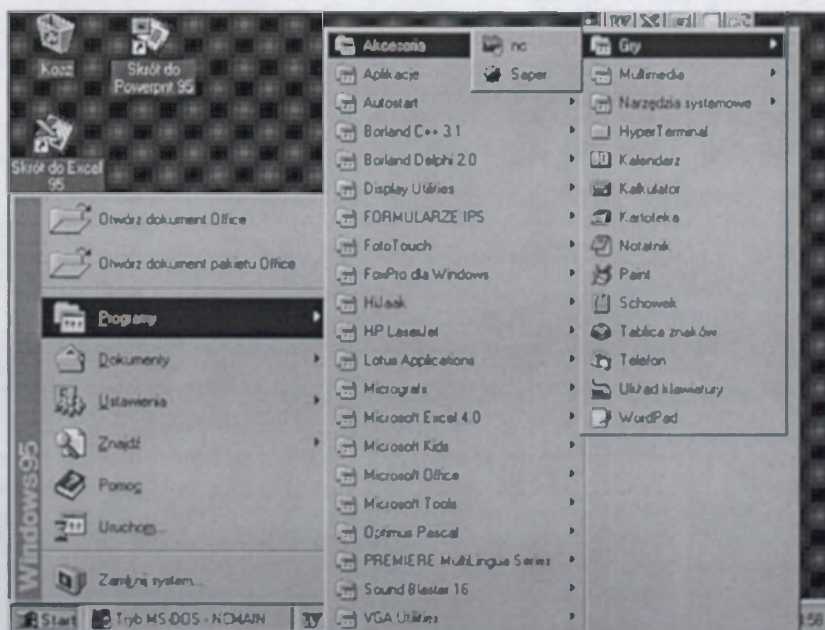 Kosz
Skrót do
Powerpnt 95
Skrót do Excel
95
Otwórz dokument Office
Otwórz dokument pakietu Office
Programy
Dokumenty
Ustawienia
Znajdź
Pomoc
Uruchom...
Zamknij system...
Windows95
Start
Tryb MS-DOS - NCMAIN
Akcesoria
Aplikacje
Autostart
Borland C++ 3.1
Borland Delphi 2.0
Display Utilities
FORMULARZE IPS
FotoTouch
FoxPro dla Windows
HiJaak
HP LaserJet
Lotus Applications
Micrografx
Microsoft Excel 4.0
Microsoft Kids
Microsoft Office
Microsoft Tools
Optimus Pascal
PREMIERE MultiLingua Series
Sound Blaster 16
VGA Utilities
nc
Saper
Gry
Multimedia
Narzędzia systemowe
HyperTerminal
Kalendarz
Kalkulator
Kartoteka
Notatnik
Paint
Schowek
Tablica znaków
Telefon
Układ klawiatury
WordPad